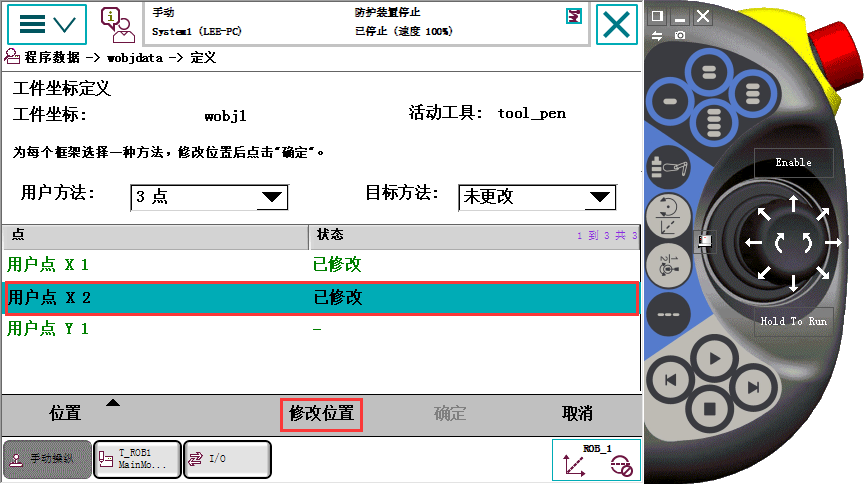 手动
System1 (LEE-PC)
防护装置停止
已停止 (速度 100%)
程序数据 -> wobjdata -> 定义
工件坐标定义
工件坐标:
wobj1
活动工具:
tool_pen
为每个框架选择一种方法，修改位置后点击“确定”。
用户方法:
3 点
目标方法:
未更改
点
状态
1 到 3 共 3
用户点 X 1
已修改
用户点 X 2
已修改
用户点 Y 1
-
位置
修改位置
确定
取消
手动操纵
T_ROB1
MainMo...
I/O
ROB_1
Enable
Hold To Run